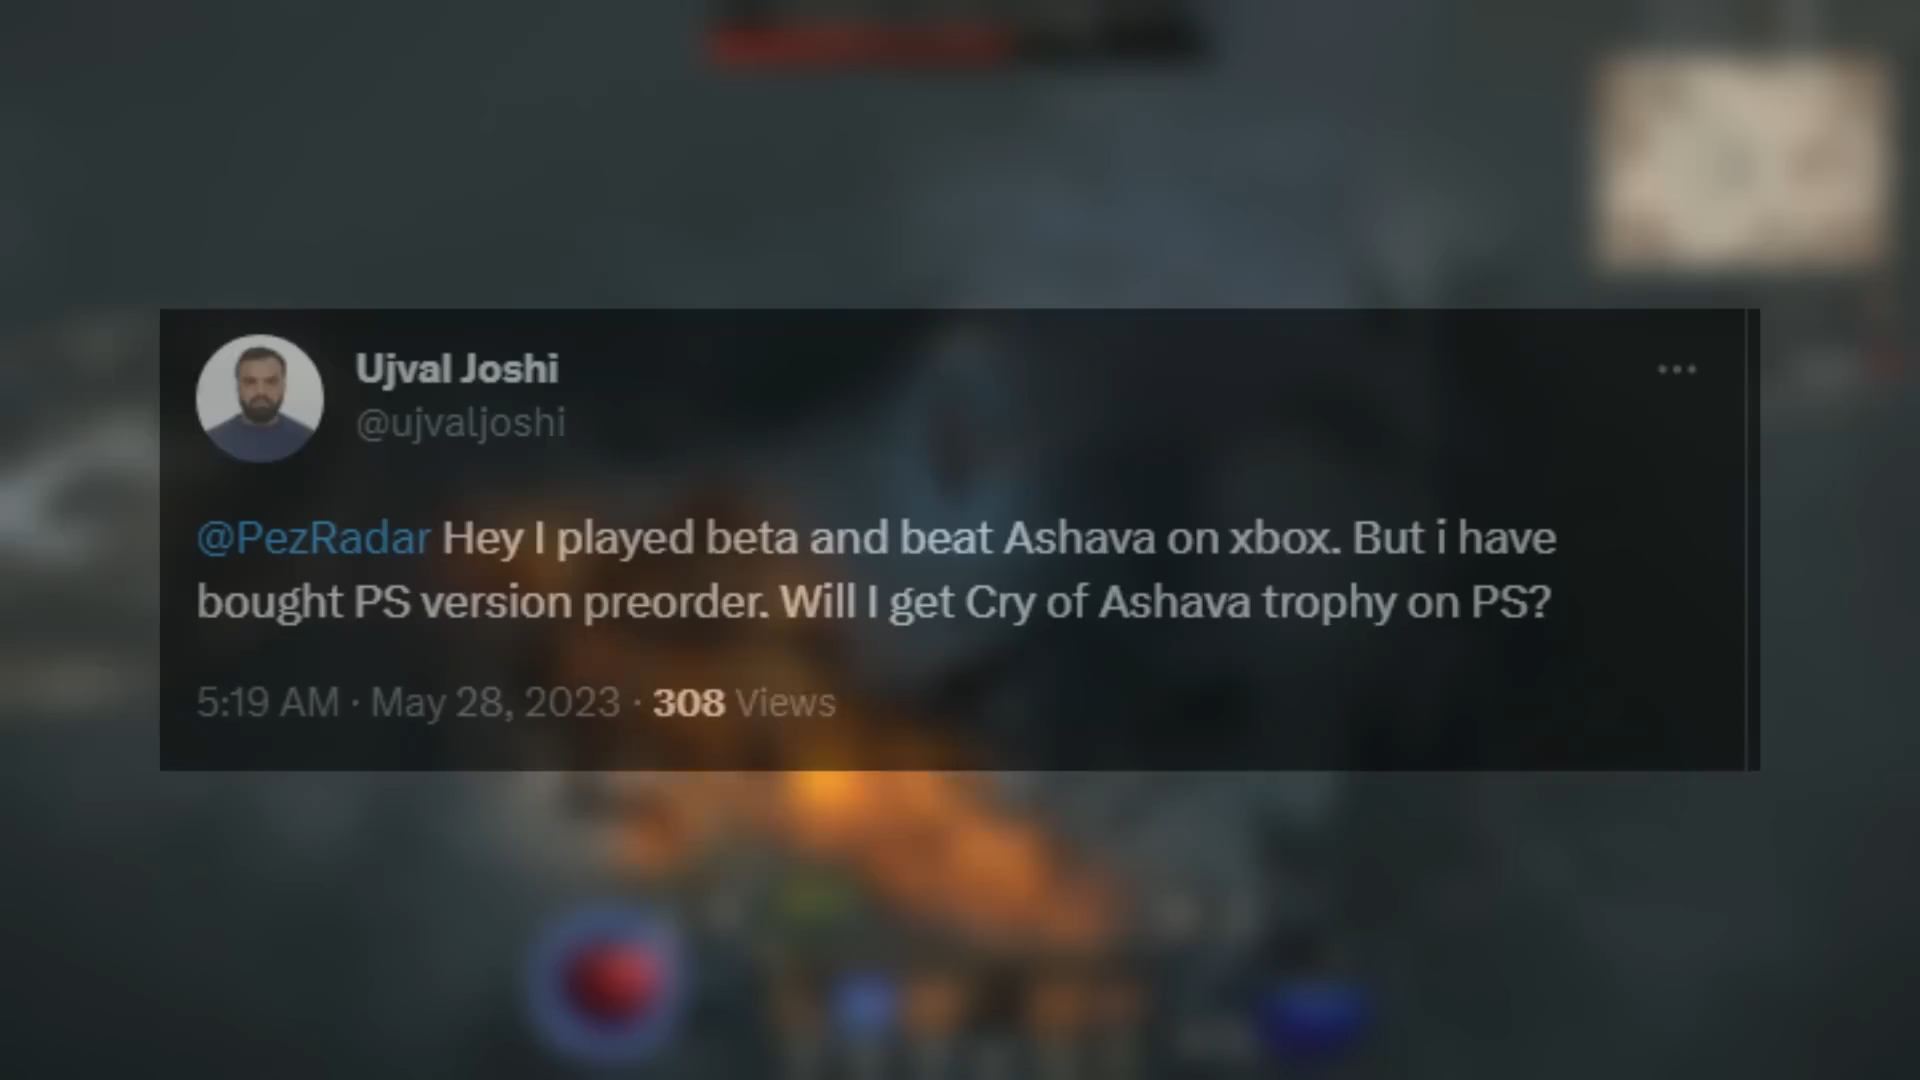 Ujval Joshi
@ujvaljoshi
@PezRadar Hey I played beta and beat Ashava on xbox. But i have
bought PS version preorder. Will I get Cry of Ashava trophy on PS?
5:19 AM · May 28, 2023 · 308 Views